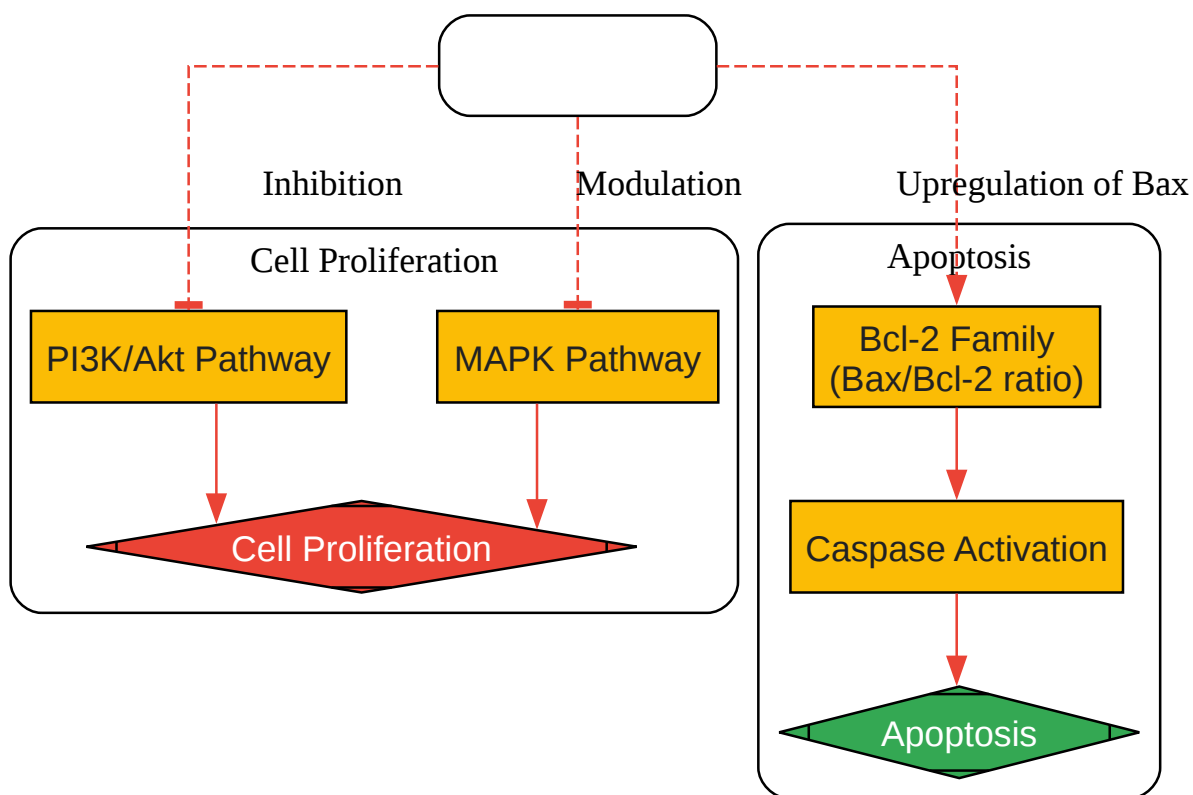 Inhibition
Modulation
Upregulation of Bax
Cell Proliferation
Apoptosis
PI3K/Akt Pathway
MAPK Pathway
Bcl-2 Family
(Bax/Bcl-2 ratio)
Cell Proliferation
Caspase Activation
Apoptosis